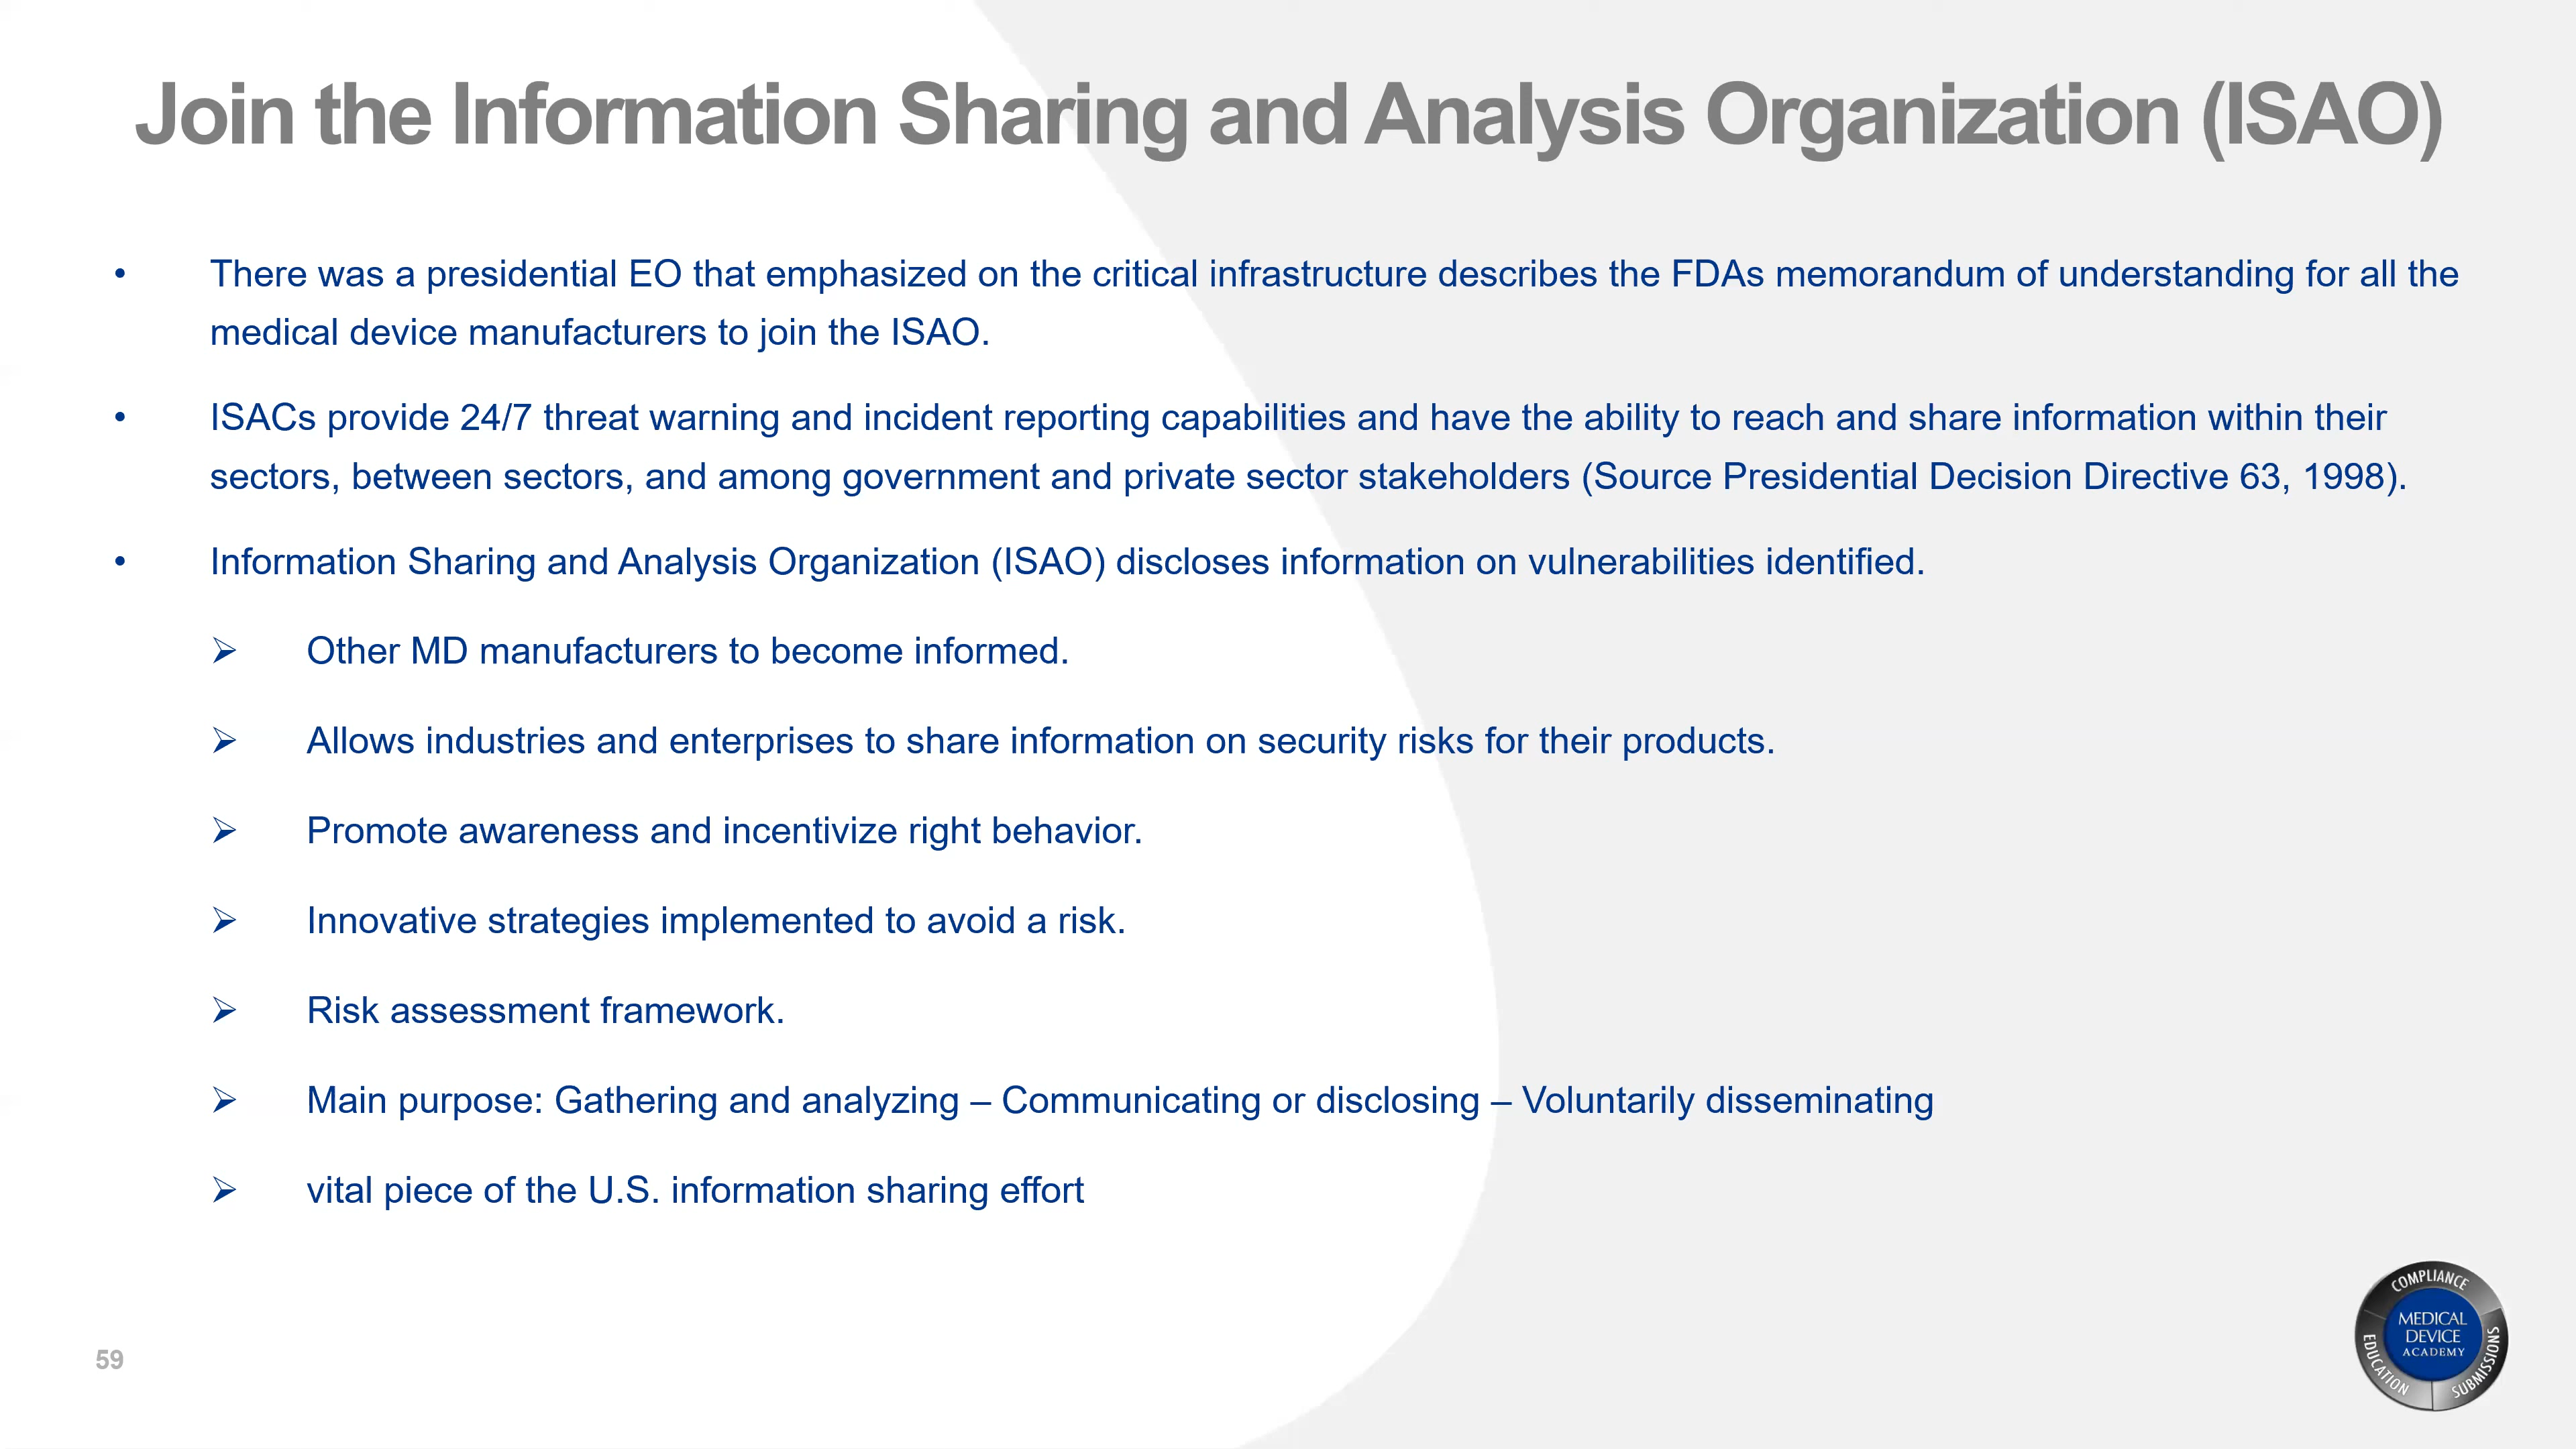 Join the Information Sharing and Analysis Organization (ISAO)
• There was a presidential EO that emphasized on the critical infrastructure describes the FDAs memorandum of understanding for all the
medical device manufacturers to join the ISAO.
• ISACs provide 24/7 threat warning and incident reporting capabilities and have the ability to reach and share information within their
sectors, between sectors, and among government and private sector stakeholders (Source Presidential Decision Directive 63, 1998).
• Information Sharing and Analysis Organization (ISAO) discloses information on vulnerabilities identified.
➢ Other MD manufacturers to become informed.
➢ Allows industries and enterprises to share information on security risks for their products.
➢ Promote awareness and incentivize right behavior.
➢ Innovative strategies implemented to avoid a risk.
➢ Risk assessment framework.
➢ Main purpose: Gathering and analyzing – Communicating or disclosing – Voluntarily disseminating
➢ vital piece of the U.S. information sharing effort
59
COMPLIANCE
MEDICAL
DEVICE
ACADEMY
EDUCATION
SUBMISSIONS